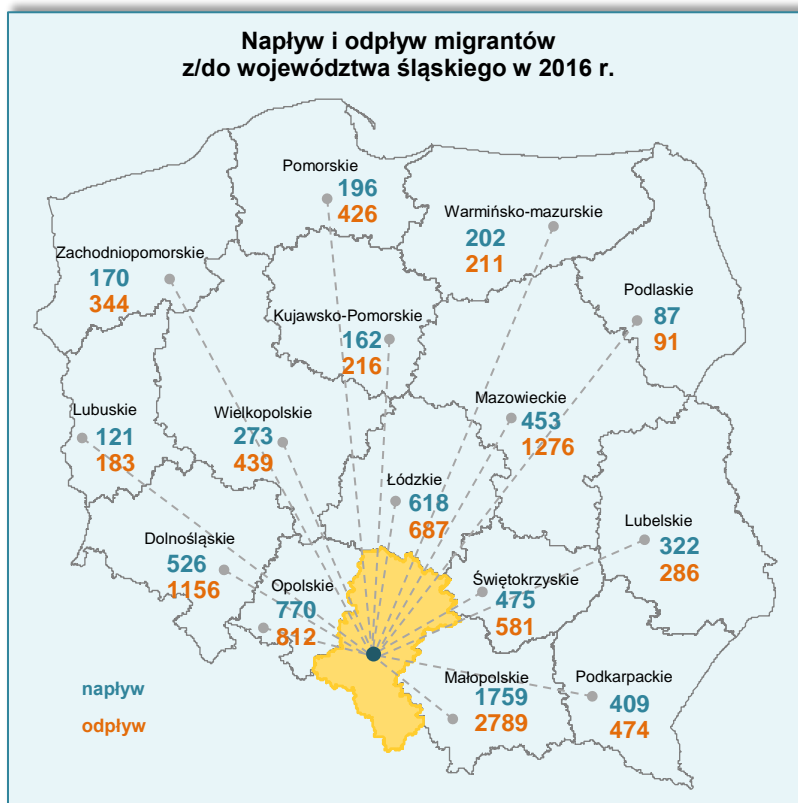 Napływ i odpływ migrantów
z/do województwa śląskiego w 2016 r.
Pomorskie
196
426
Warmińsko-mazurskie
202
211
Zachodniopomorskie
170
344
Kujawsko-Pomorskie
162
216
Podlaskie
87
91
Lubuskie
121
183
Wielkopolskie
273
439
Mazowieckie
453
1276
Łódzkie
618
687
Dolnośląskie
526
1156
Lubelskie
322
286
Opolskie
770
812
Świętokrzyskie
475
581
Małopolskie
1759
2789
Podkarpackie
409
474
napływ
odpływ